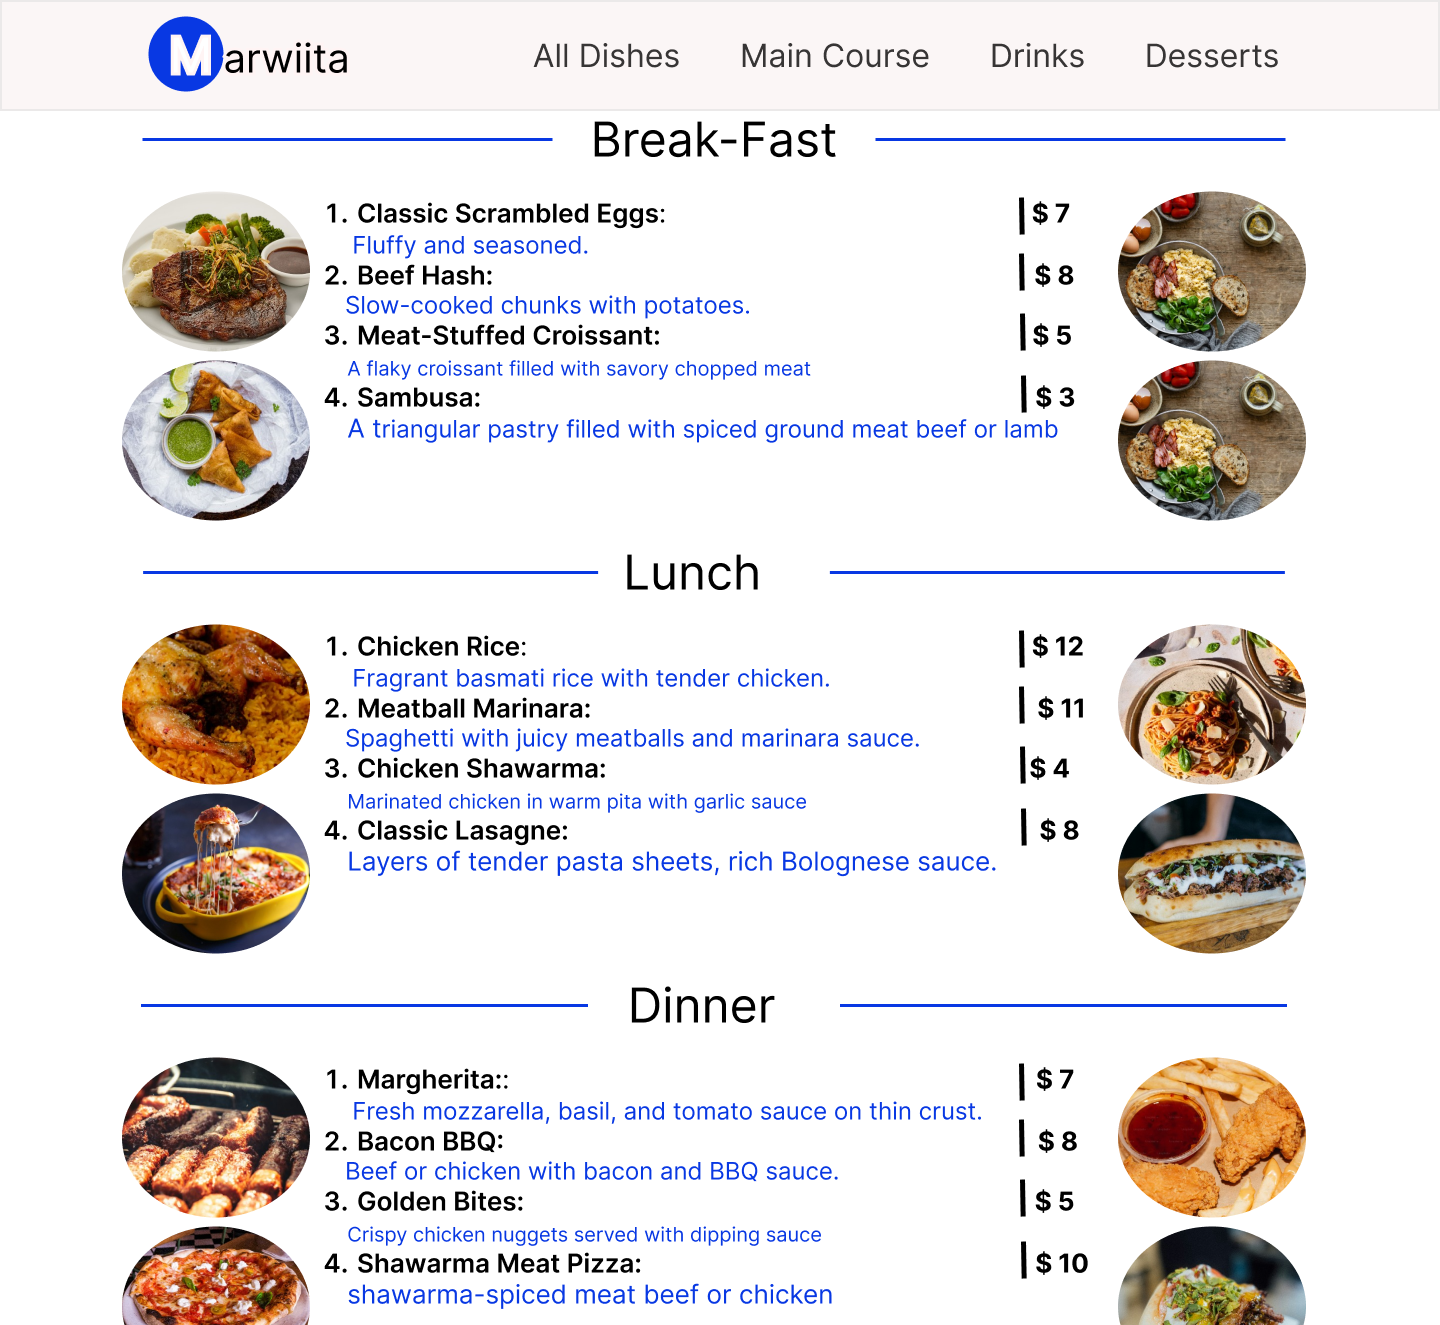 Marwiita
All Dishes Main Course Drinks Desserts
Break-Fast
1. Classic Scrambled Eggs: $ 7
Fluffy and seasoned.
2. Beef Hash: $ 8
Slow-cooked chunks with potatoes.
3. Meat-Stuffed Croissant: $ 5
A flaky croissant filled with savory chopped meat
4. Sambusa: $ 3
A triangular pastry filled with spiced ground meat beef or lamb
Lunch
1. Chicken Rice: $ 12
Fragrant basmati rice with tender chicken.
2. Meatball Marinara: $ 11
Spaghetti with juicy meatballs and marinara sauce.
3. Chicken Shawarma: $ 4
Marinated chicken in warm pita with garlic sauce
4. Classic Lasagne: $ 8
Layers of tender pasta sheets, rich Bolognese sauce.
Dinner
1. Margherita:: $ 7
Fresh mozzarella, basil, and tomato sauce on thin crust.
2. Bacon BBQ: $ 8
Beef or chicken with bacon and BBQ sauce.
3. Golden Bites: $ 5
Crispy chicken nuggets served with dipping sauce
4. Shawarma Meat Pizza: $ 10
shawarma-spiced meat beef or chicken